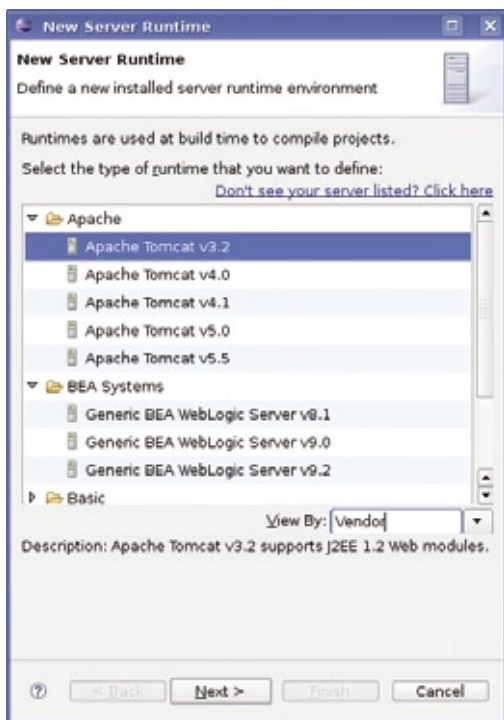 New Server Runtime
New Server Runtime
Define a new installed server runtime environment
Runtimes are used at build time to compile projects.
Select the type of runtime that you want to define:
Don't see your server listed? Click here
Apache
Apache Tomcat v3.2
Apache Tomcat v4.0
Apache Tomcat v4.1
Apache Tomcat v5.0
Apache Tomcat v5.5
BEA Systems
Generic BEA WebLogic Server v8.1
Generic BEA WebLogic Server v9.0
Generic BEA WebLogic Server v9.2
Basic
View By: Vendor
Description: Apache Tomcat v3.2 supports J2EE 1.2 Web modules.
? < Back Next > Finish Cancel